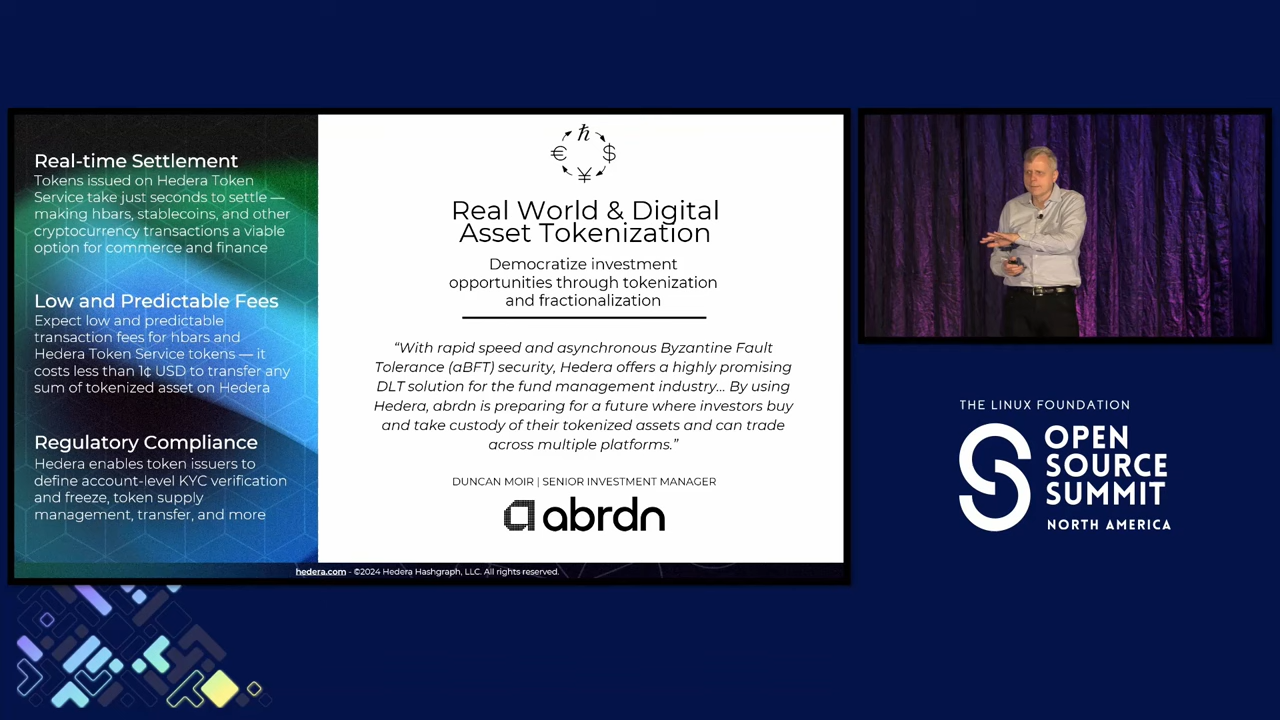 Real-time Settlement
Tokens issued on Hedera Token
Service take just seconds to settle —
making hbars, stablecoins, and other
cryptocurrency transactions a viable
option for commerce and finance
Low and Predictable Fees
Expect low and predictable
transaction fees for hbars and
Hedera Token Service tokens — it
costs less than 1¢ USD to transfer any
sum of tokenized asset on Hedera
Regulatory Compliance
Hedera enables token issuers to
define account-level KYC verification
and freeze, token supply
management, transfer, and more
ℏ
€ $
¥
Real World & Digital
Asset Tokenization
Democratize investment
opportunities through tokenization
and fractionalization
“With rapid speed and asynchronous Byzantine Fault
Tolerance (aBFT) security, Hedera offers a highly promising
DLT solution for the fund management industry... By using
Hedera, abrdn is preparing for a future where investors buy
and take custody of their tokenized assets and can trade
across multiple platforms.”
DUNCAN MOIR | SENIOR INVESTMENT MANAGER
abrdn
hedera.com - ©2024 Hedera Hashgraph, LLC. All rights reserved.
THE LINUX FOUNDATION
OPEN
SOURCE
SUMMIT
NORTH AMERICA